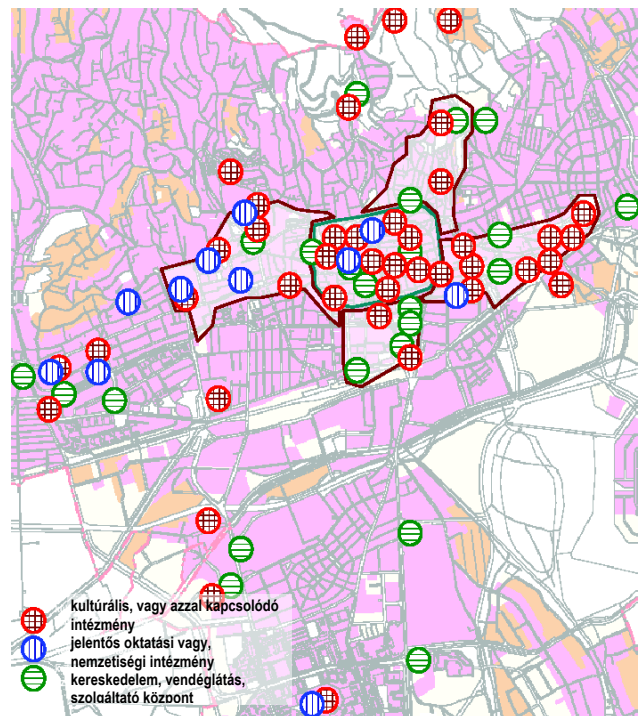 kultúrális, vagy azzal kapcsolódó
intézmény
jelentős oktatási vagy,
nemzetiségi intézmény
kereskedelem, vendéglátás,
szolgáltató központ